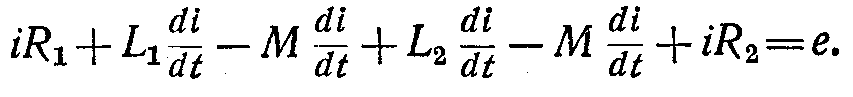 iR₁ + L₁ di/dt − M di/dt + L₂ di/dt − M di/dt + iR₂ = e.